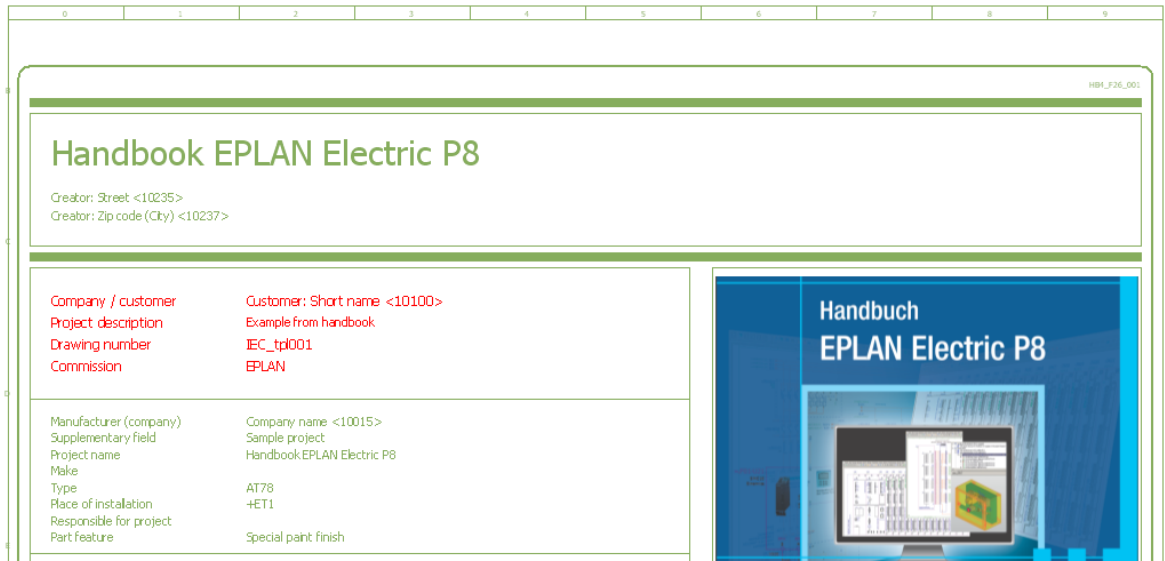 0 1 2 3 4 5 6 7 8 9
HB4_F26_001
B
Handbook EPLAN Electric P8
Creator: Street <10235>
Creator: Zip code (City) <10237>
C
Company / customer Customer: Short name <10100>
Project description Example from handbook
Drawing number IEC_tpl001
Commission EPLAN
D
Manufacturer (company) Company name <10015>
Supplementary field Sample project
Project name Handbook EPLAN Electric P8
Make
Type AT78
Place of installation +ET1
Responsible for project
Part feature Special paint finish
E
Handbuch
EPLAN Electric P8